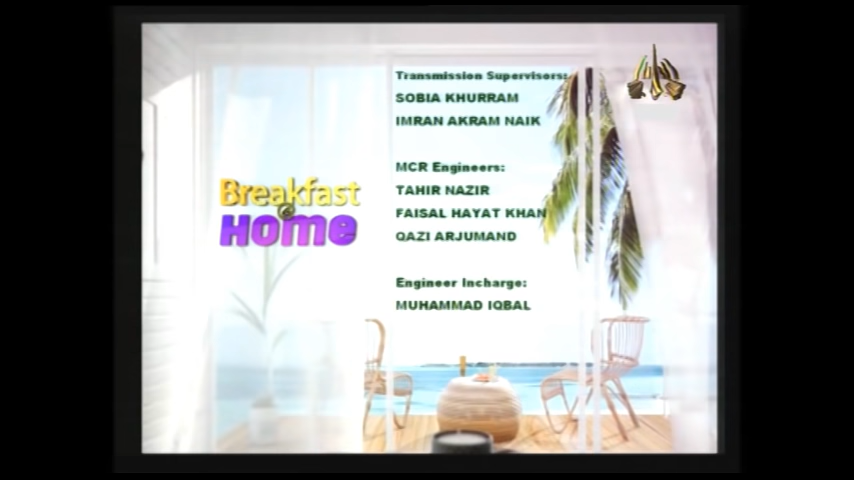 Transmission Supervisors:
SOBIA KHURRAM
IMRAN AKRAM NAIK
Breakfast
@
Home
MCR Engineers:
TAHIR NAZIR
FAISAL HAYAT KHAN
QAZI ARJUMAND
Engineer Incharge:
MUHAMMAD IQBAL